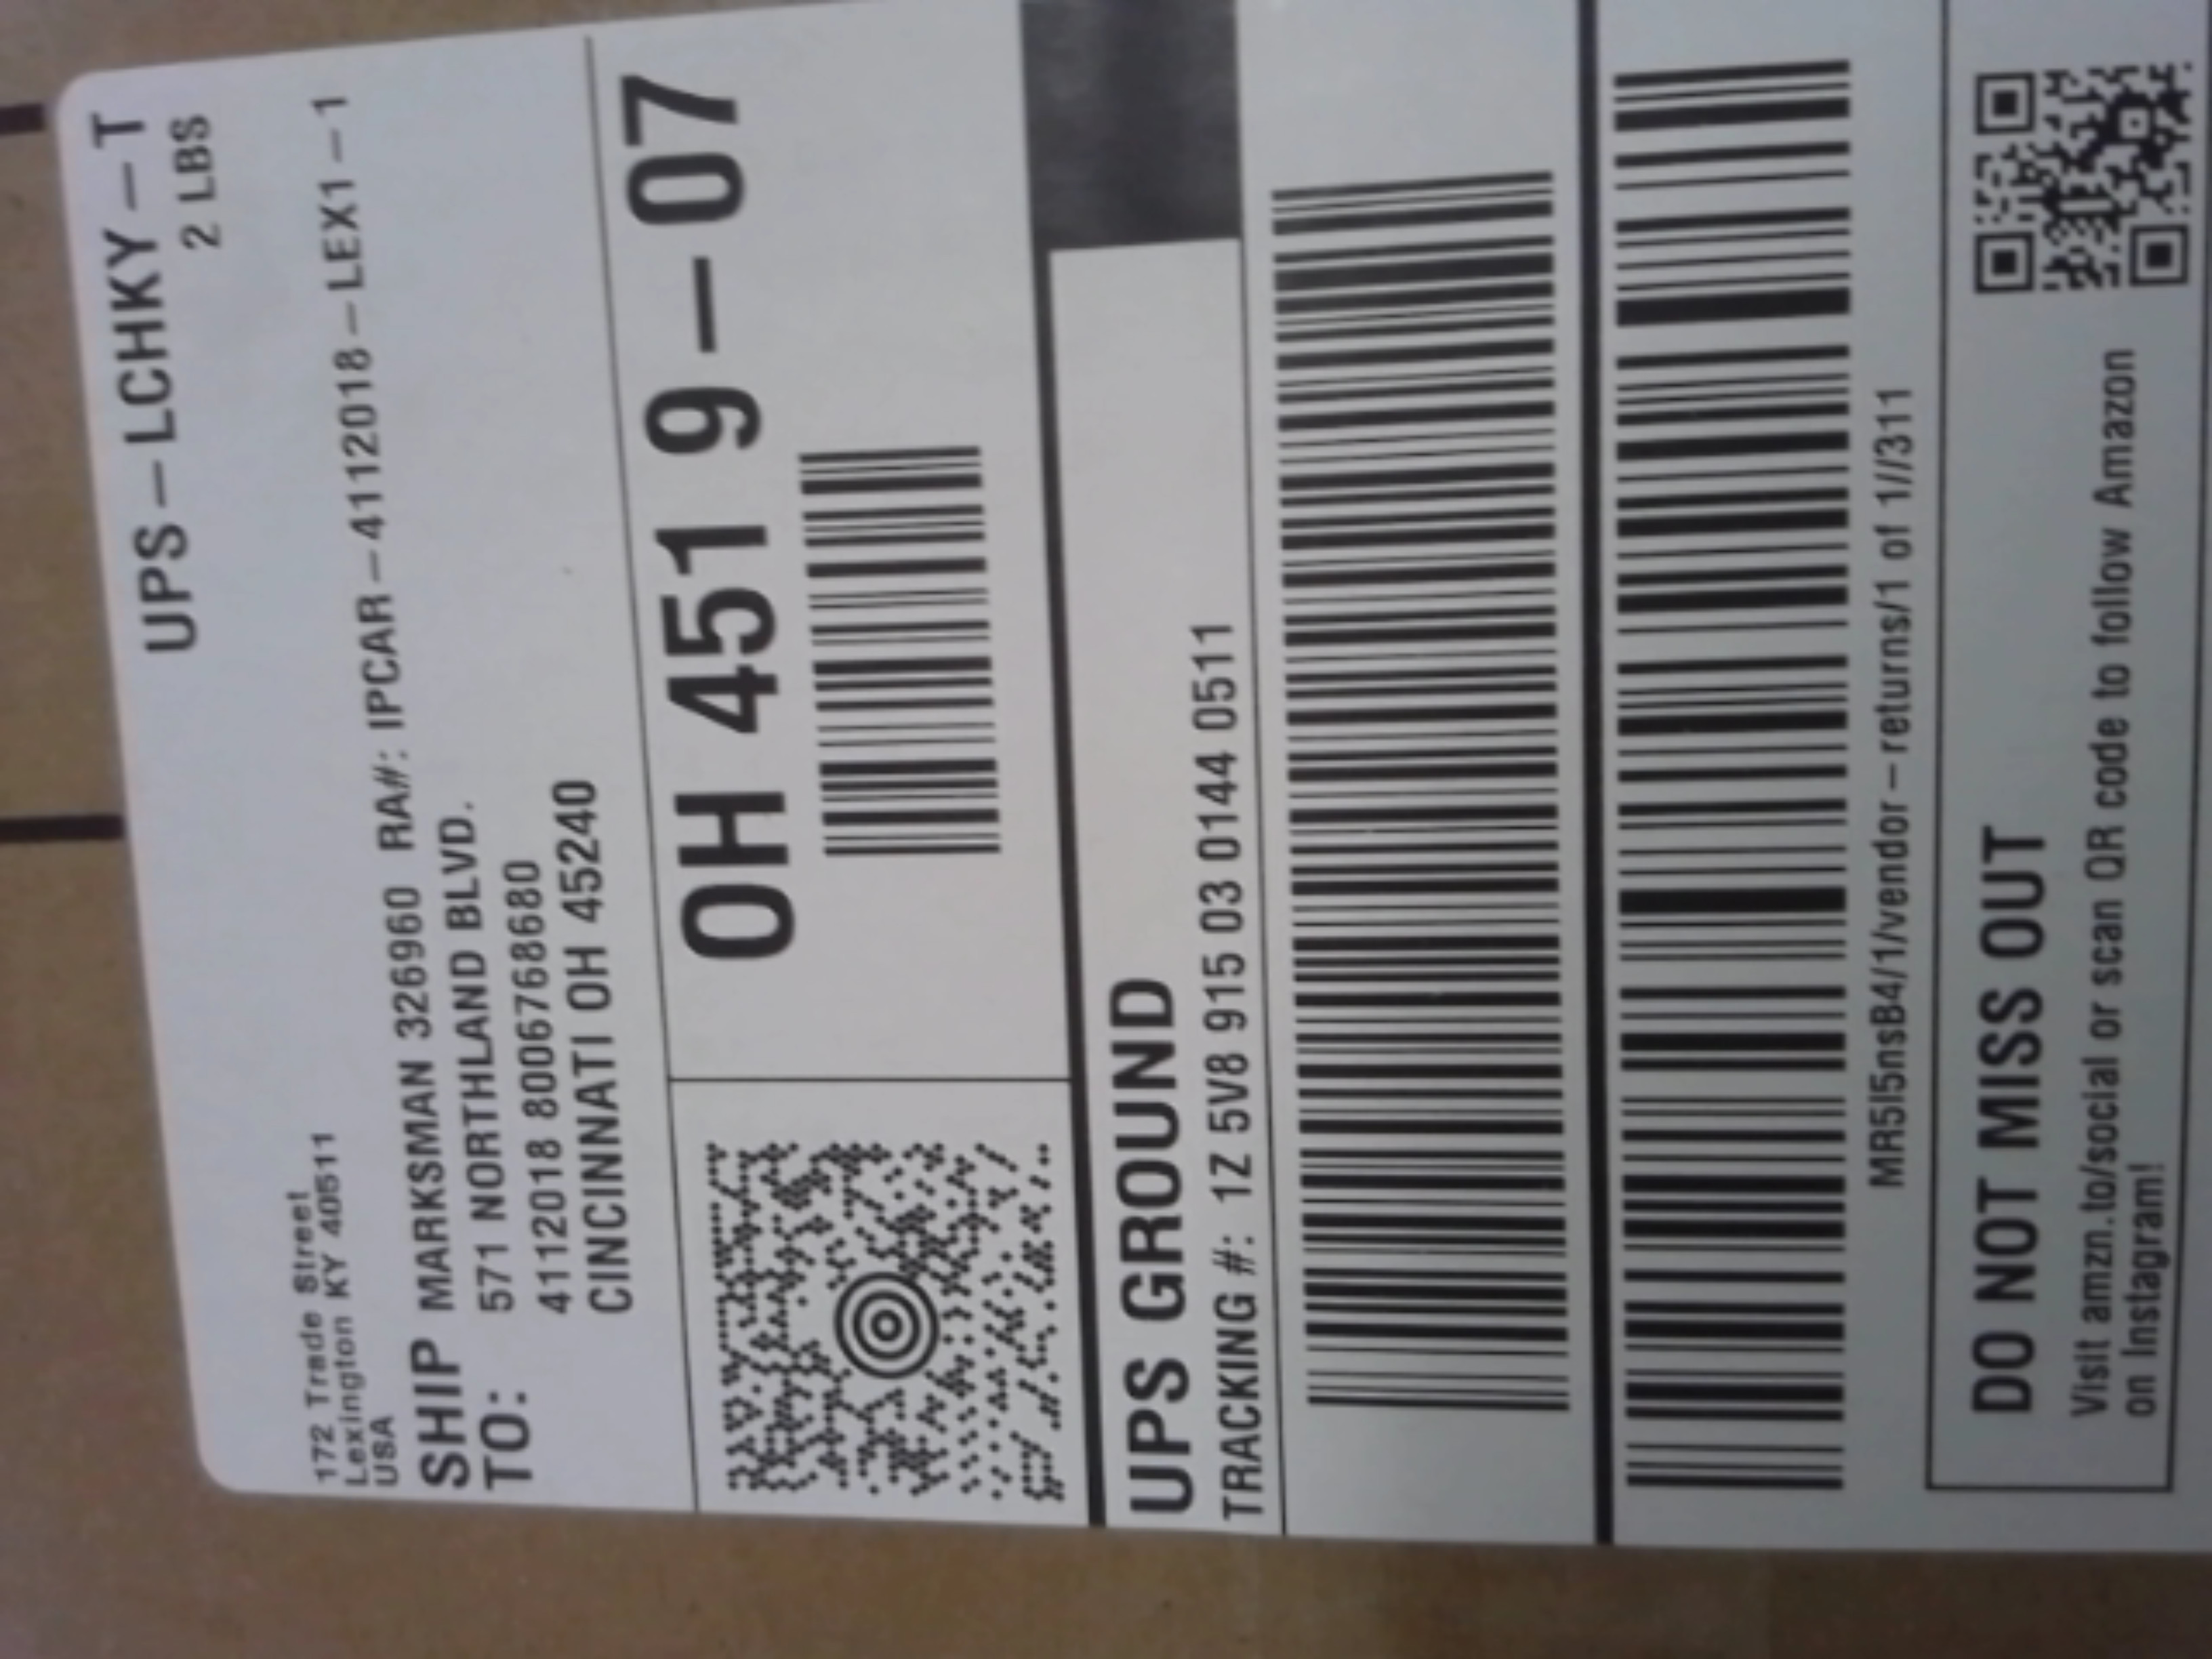 UPS-LCHKY-T
2 LBS
172 Trade Street
Lexington KY 40511
USA
SHIP TO:
MARKSMAN 326960 RA#: IPCAR-4112018-LEX1-1
571 NORTHLAND BLVD.
4112018 8006768680
CINCINNATI OH 45240
OH 451 9-07
UPS GROUND
TRACKING #: 1Z 5V8 915 03 0144 0511
MR5I5nsB4/1/vendor-returns/1 of 1//311
DO NOT MISS OUT
Visit amzn.to/social or scan QR code to follow Amazon
on Instagram!